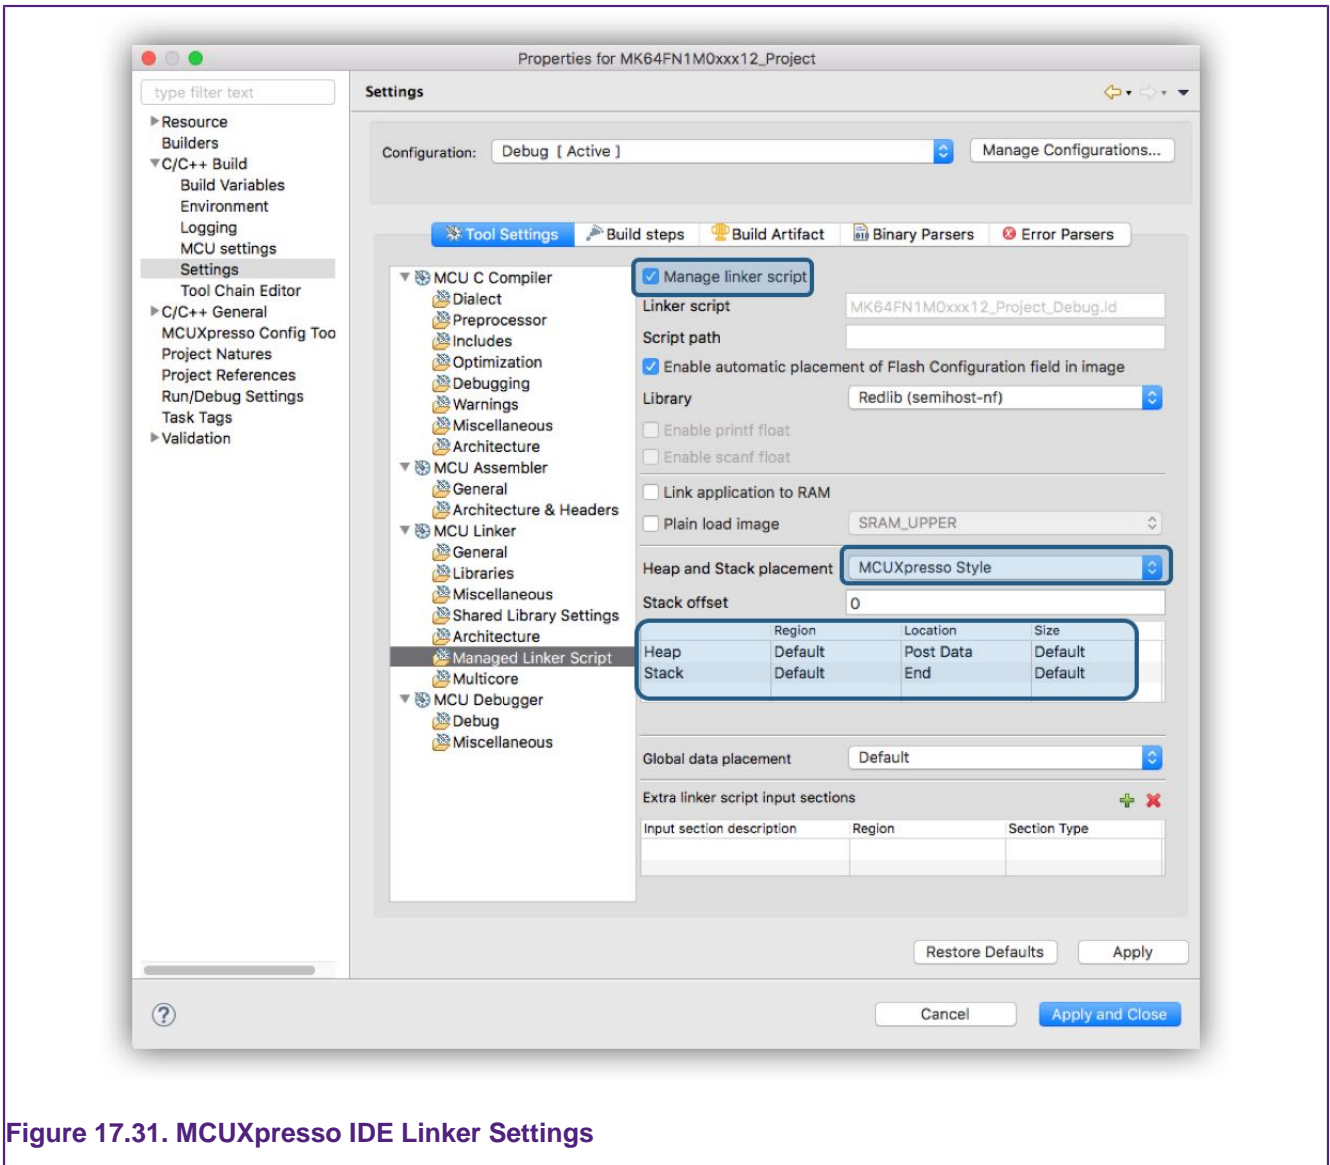 Properties for MK64FN1M0xxx12_Project
type filter text
Settings
Resource
Builders
C/C++ Build
Build Variables
Environment
Logging
MCU settings
Settings
Tool Chain Editor
C/C++ General
MCUXpresso Config Too
Project Natures
Project References
Run/Debug Settings
Task Tags
Validation
Configuration: Debug [ Active ] Manage Configurations...
Tool Settings Build steps Build Artifact Binary Parsers Error Parsers
MCU C Compiler
Dialect
Preprocessor
Includes
Optimization
Debugging
Warnings
Miscellaneous
Architecture
MCU Assembler
General
Architecture & Headers
MCU Linker
General
Libraries
Miscellaneous
Shared Library Settings
Architecture
Managed Linker Script
Multicore
MCU Debugger
Debug
Miscellaneous
Manage linker script
Linker script MK64FN1M0xxx12_Project_Debug.ld
Script path
Enable automatic placement of Flash Configuration field in image
Library Redlib (semihost-nf)
Enable printf float
Enable scanf float
Link application to RAM
Plain load image SRAM_UPPER
Heap and Stack placement MCUXpresso Style
Stack offset 0
Region Location Size
Heap Default Post Data Default
Stack Default End Default
Global data placement Default
Extra linker script input sections
Input section description Region Section Type
Restore Defaults Apply
? Cancel Apply and Close
Figure 17.31. MCUXpresso IDE Linker Settings